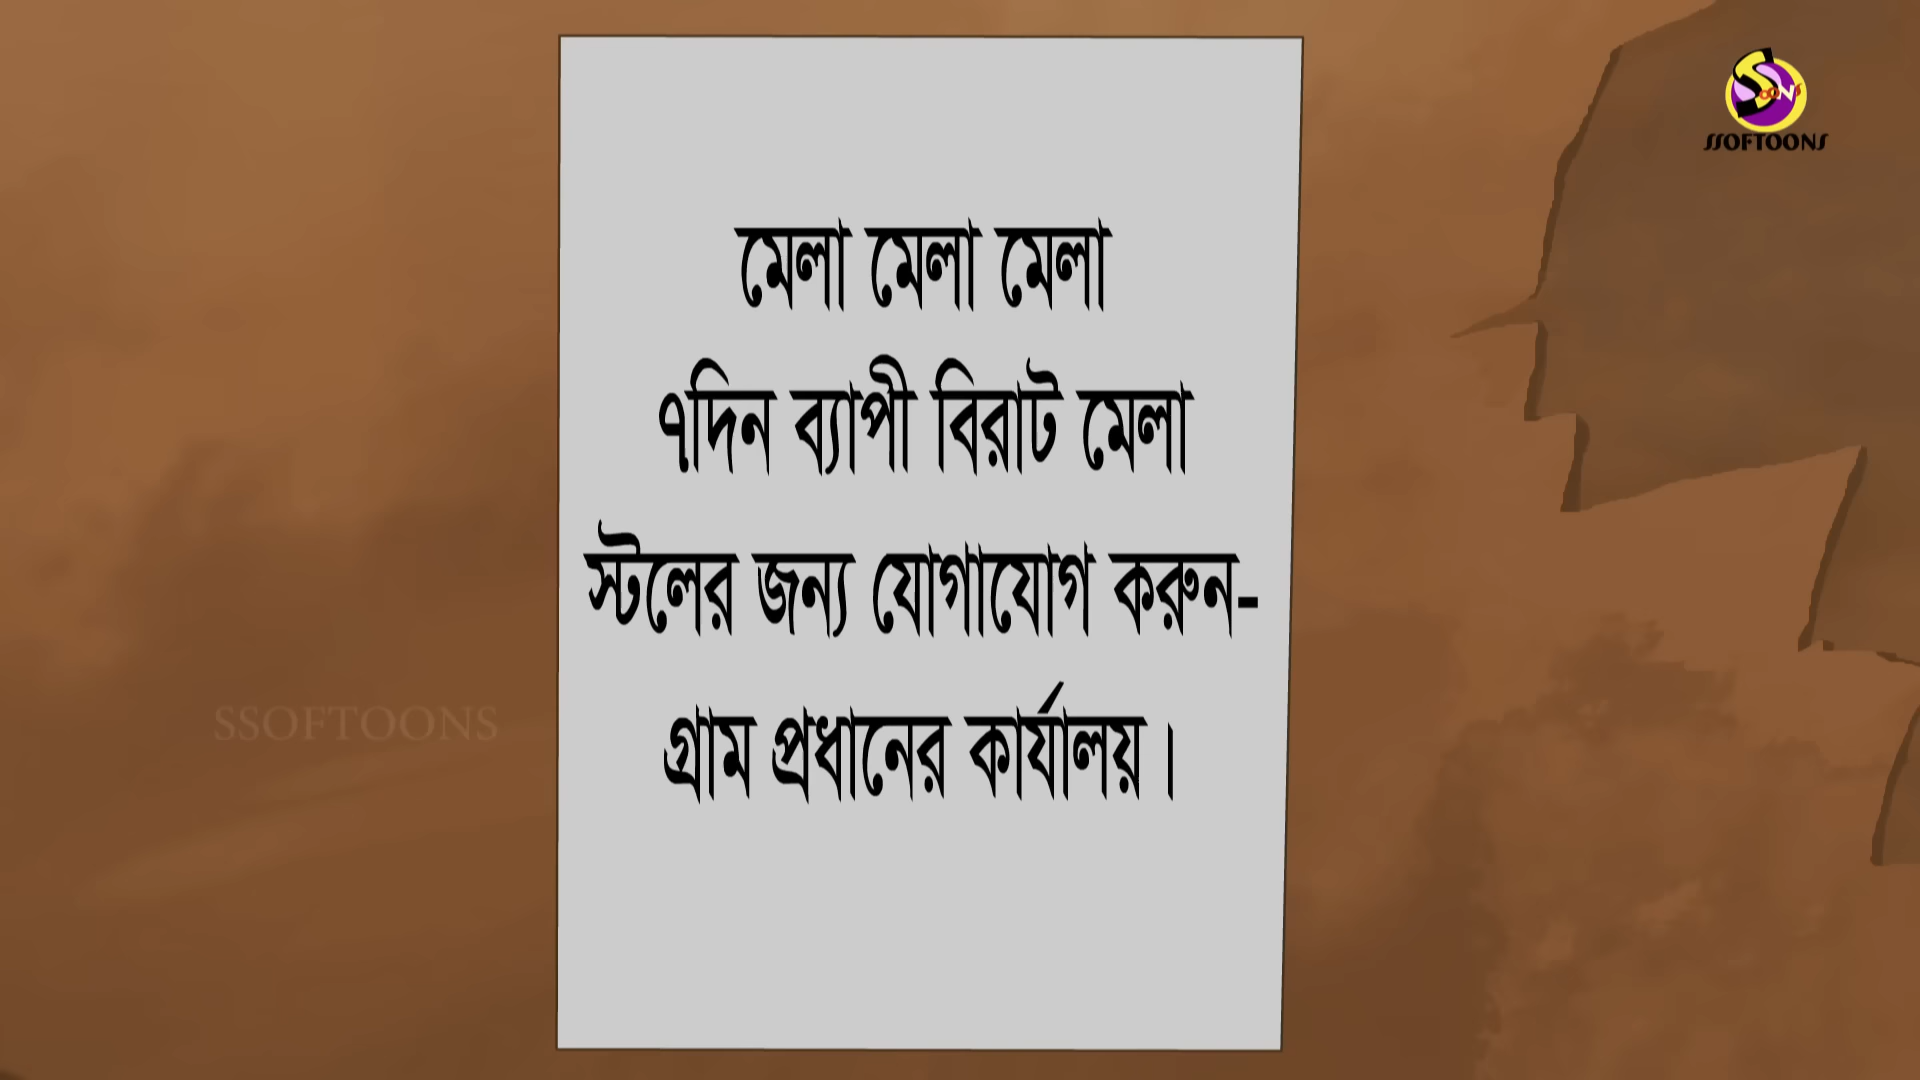 SSOFTOONS
মেলা মেলা মেলা
৭দিন ব্যাপী বিরাট মেলা
স্টলের জন্য যোগাযোগ করুন-
গ্রাম প্রধানের কার্যালয়।
SSOFTOONS